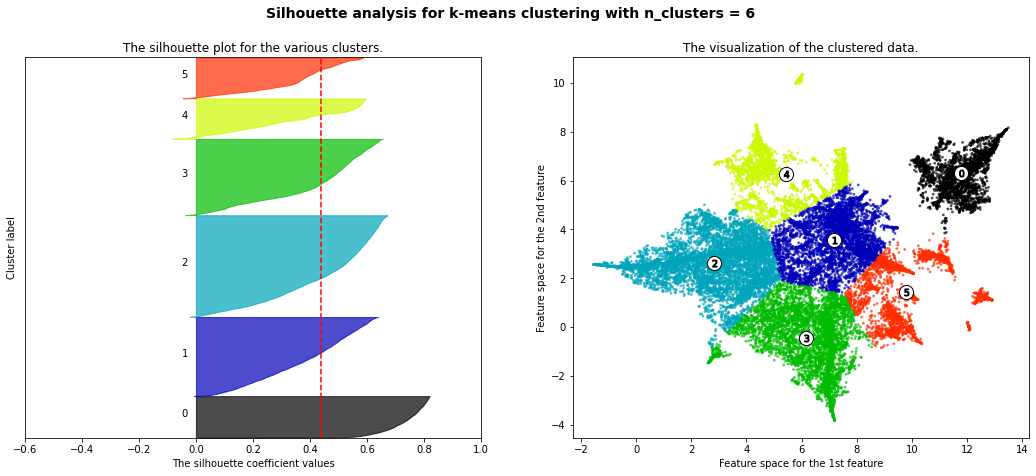 Silhouette analysis for k-means clustering with n_clusters = 6
The silhouette plot for the various clusters.
Cluster label
5
4
3
2
1
0
−0.6 −0.4 −0.2 0.0 0.2 0.4 0.6 0.8 1.0
The silhouette coefficient values
The visualization of the clustered data.
Feature space for the 2nd feature
10
8
6
4
2
0
−2
−4
0
4
1
2
5
3
−2 0 2 4 6 8 10 12 14
Feature space for the 1st feature